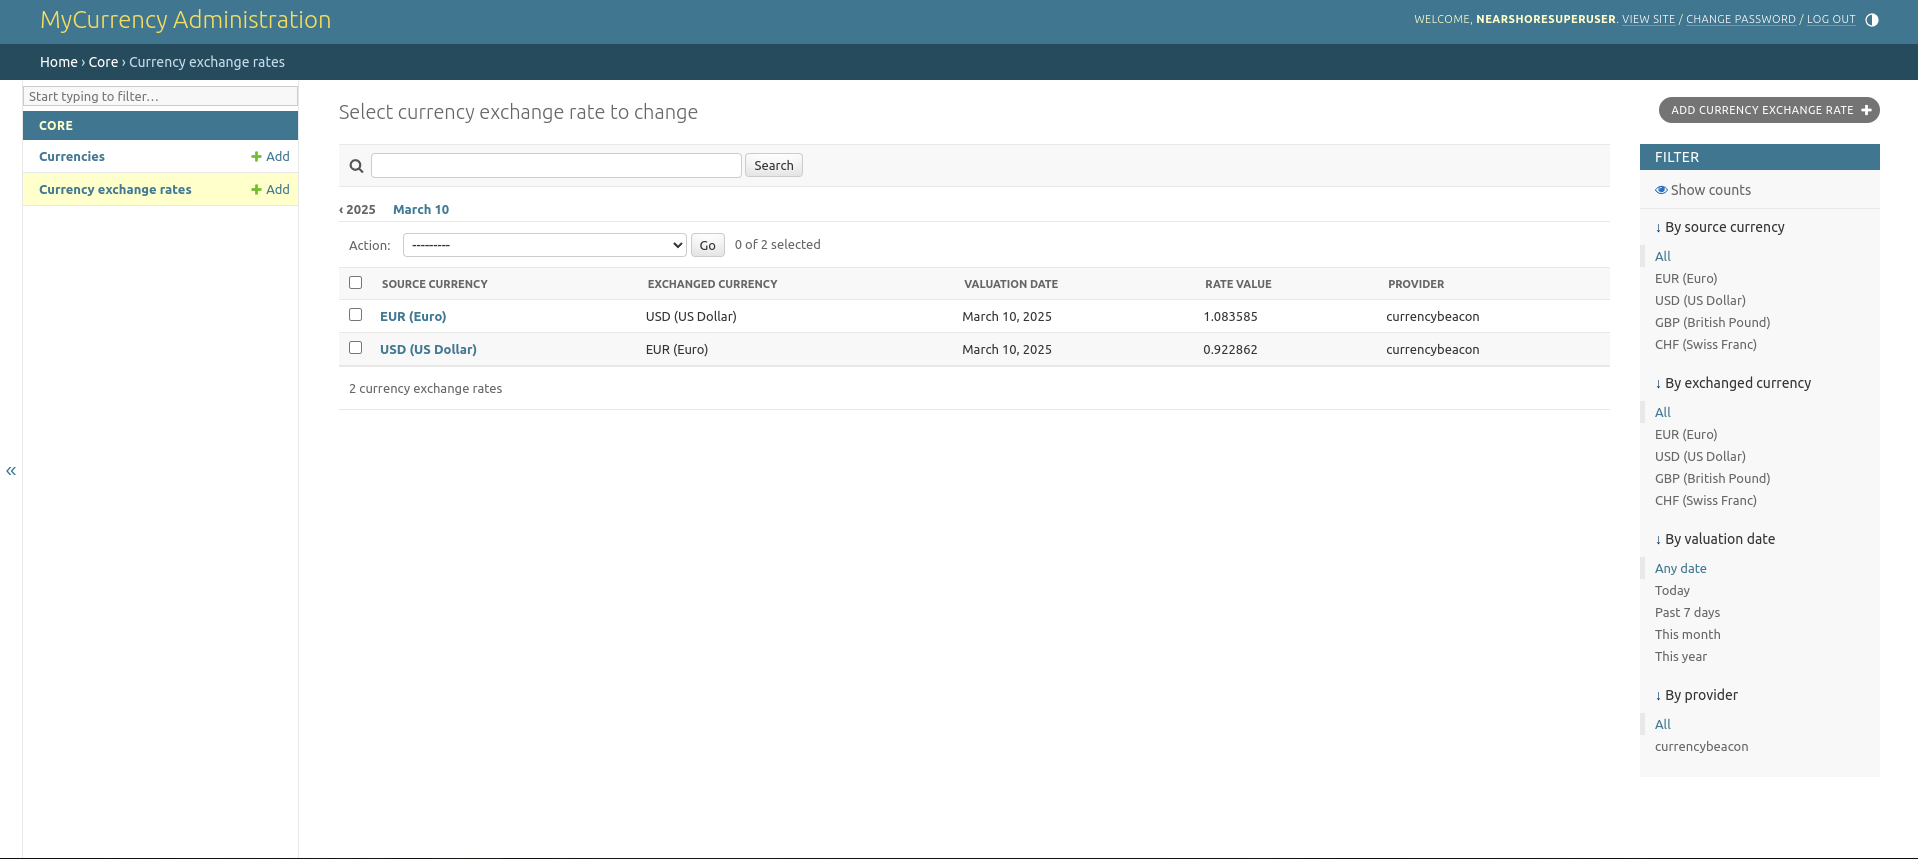 MyCurrency Administration
WELCOME, NEARSHORESUPERUSER. VIEW SITE / CHANGE PASSWORD / LOG OUT
Home › Core › Currency exchange rates
Start typing to filter…
CORE
Currencies + Add
Currency exchange rates + Add
«
Select currency exchange rate to change
ADD CURRENCY EXCHANGE RATE +
Search
‹ 2025 March 10
Action: --------- Go 0 of 2 selected
SOURCE CURRENCY EXCHANGED CURRENCY VALUATION DATE RATE VALUE PROVIDER
EUR (Euro) USD (US Dollar) March 10, 2025 1.083585 currencybeacon
USD (US Dollar) EUR (Euro) March 10, 2025 0.922862 currencybeacon
2 currency exchange rates
FILTER
Show counts
↓ By source currency
All
EUR (Euro)
USD (US Dollar)
GBP (British Pound)
CHF (Swiss Franc)
↓ By exchanged currency
All
EUR (Euro)
USD (US Dollar)
GBP (British Pound)
CHF (Swiss Franc)
↓ By valuation date
Any date
Today
Past 7 days
This month
This year
↓ By provider
All
currencybeacon